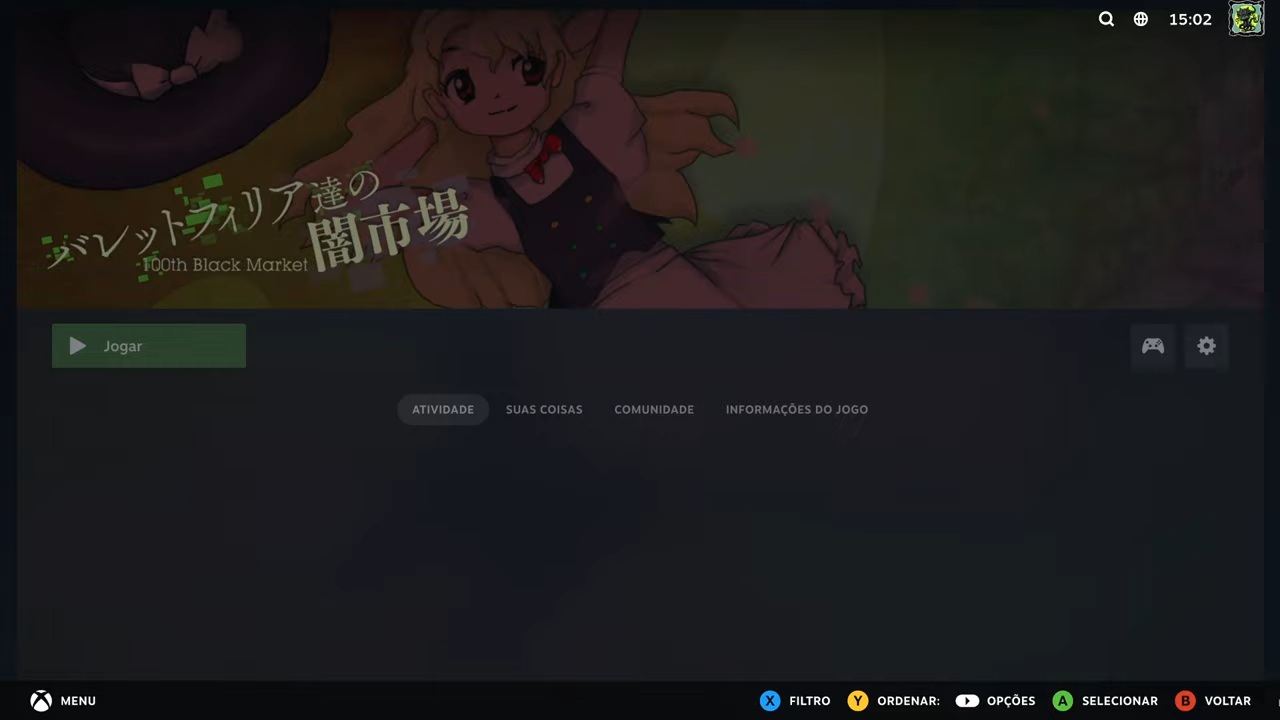 15:02
バレットフィリア達の
闇市場
100th Black Market
Jogar
ATIVIDADE SUAS COISAS COMUNIDADE INFORMAÇÕES DO JOGO
MENU X FILTRO Y ORDENAR: OPÇÕES A SELECIONAR B VOLTAR